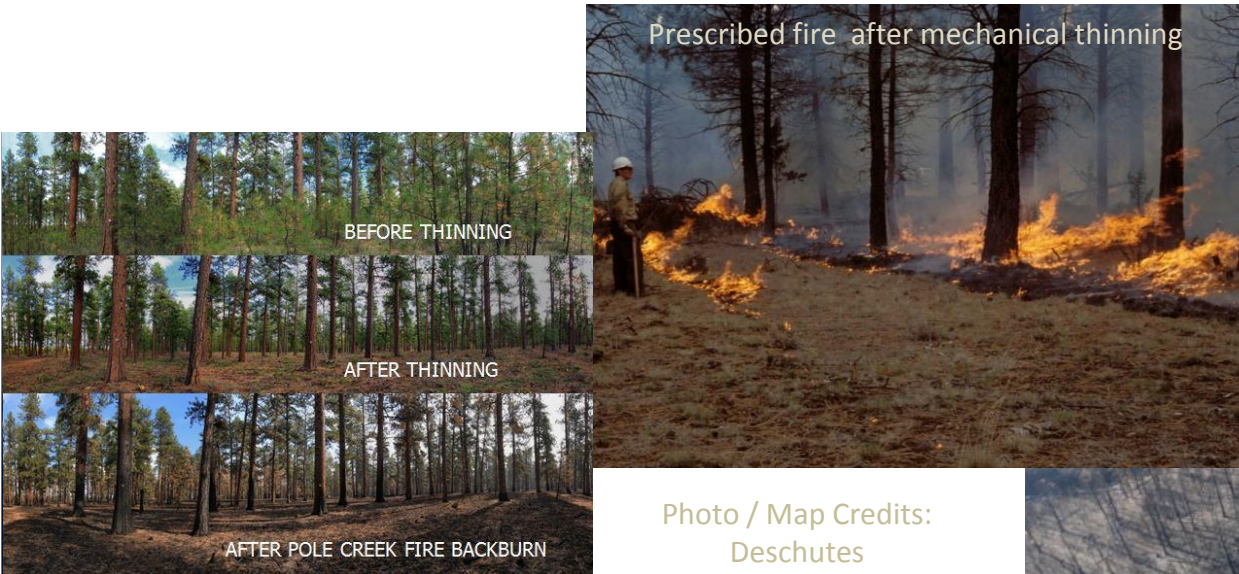 Prescribed fire after mechanical thinning
BEFORE THINNING
AFTER THINNING
AFTER POLE CREEK FIRE BACKBURN
Photo / Map Credits:
Deschutes